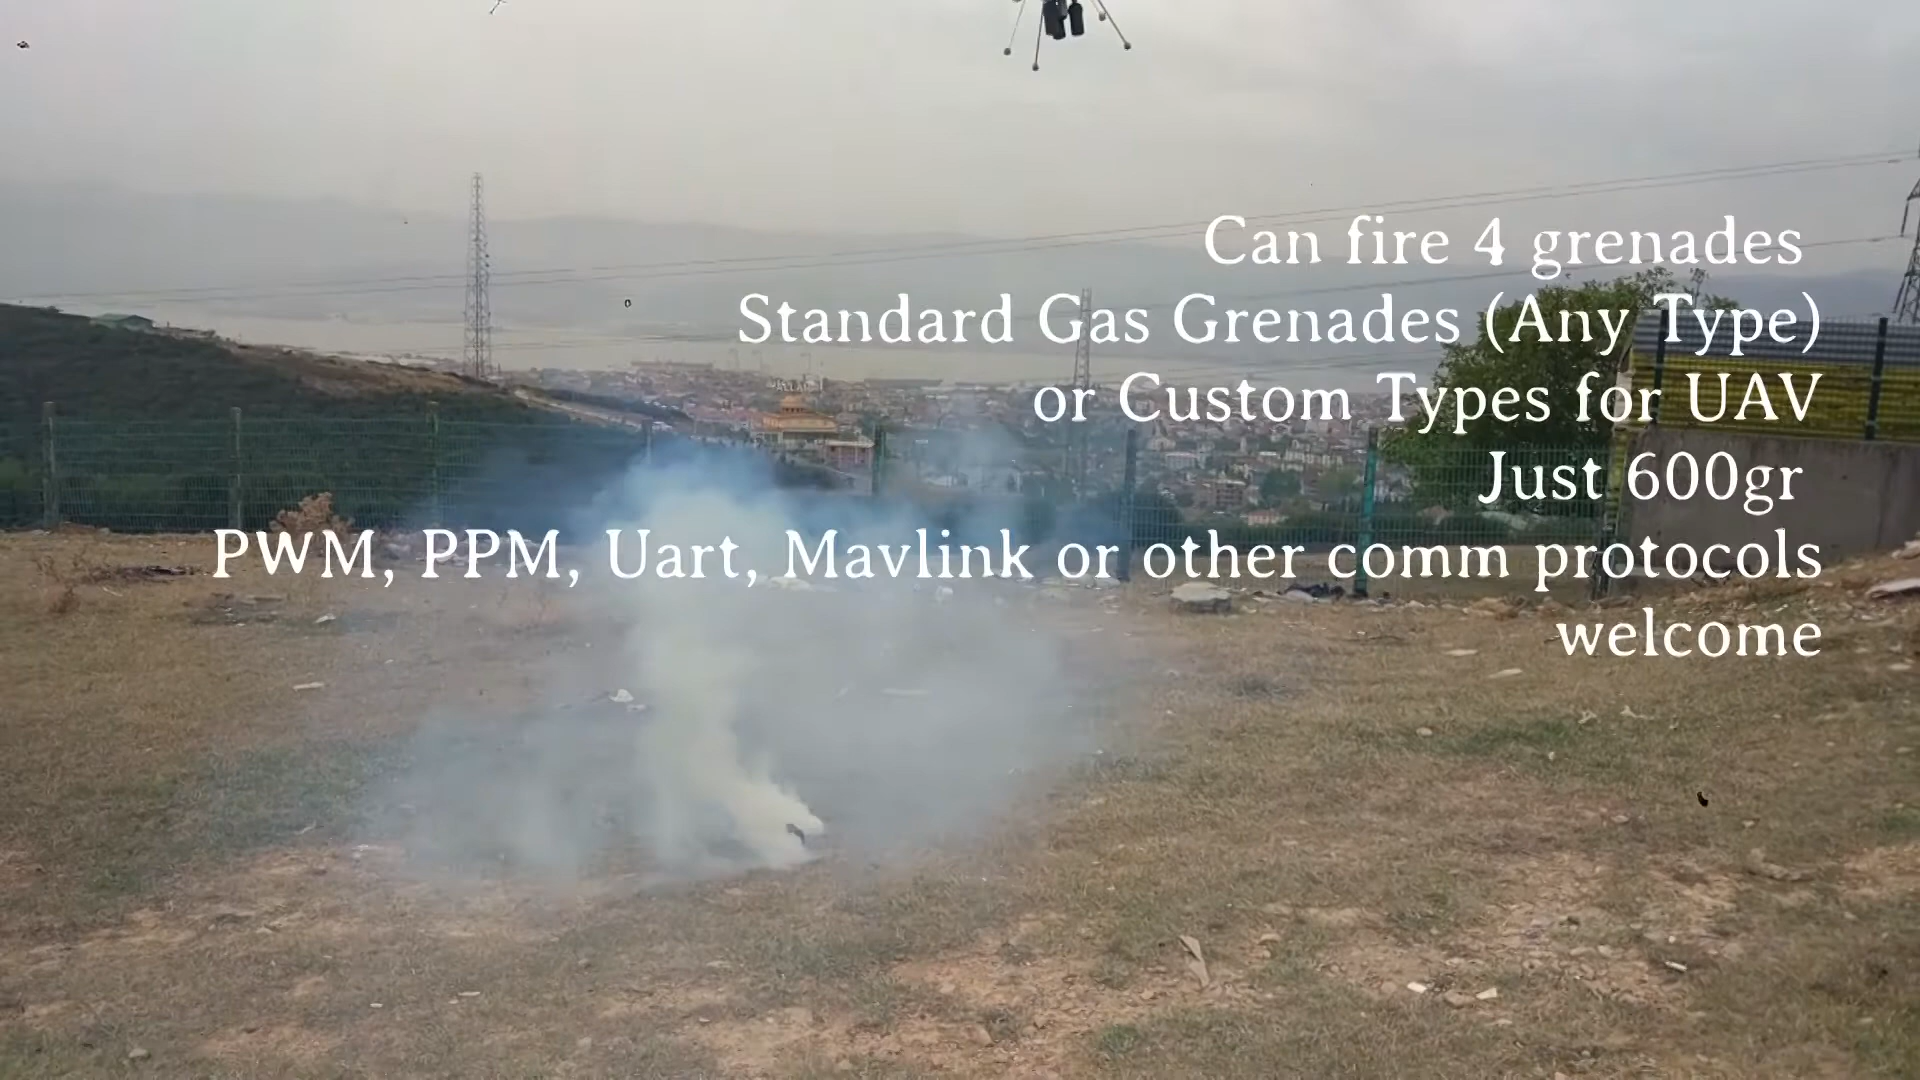 Can fire 4 grenades
Standard Gas Grenades (Any Type)
or Custom Types for UAV
Just 600gr
PWM, PPM, Uart, Mavlink or other comm protocols
welcome